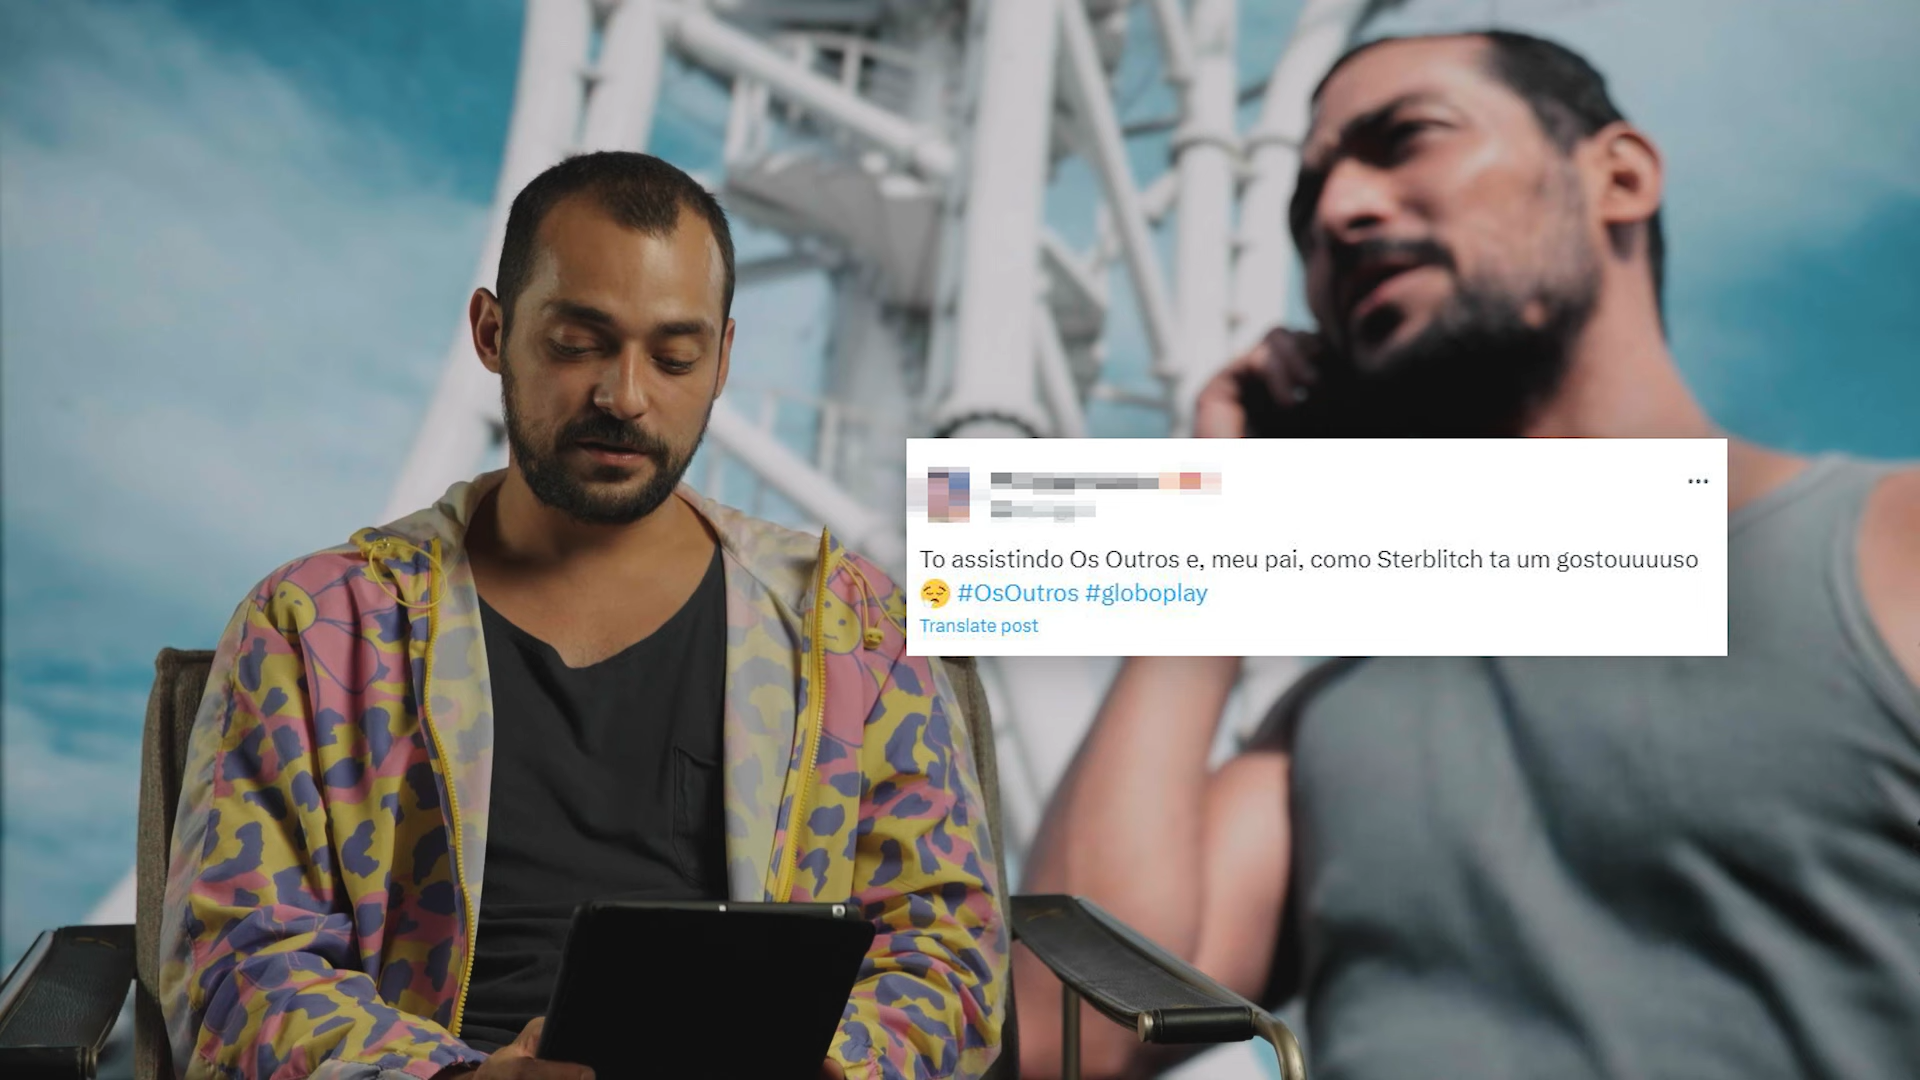 To assistindo Os Outros e, meu pai, como Sterblitch ta um gostouuuuso
😮‍💨 #OsOutros #globoplay
Translate post